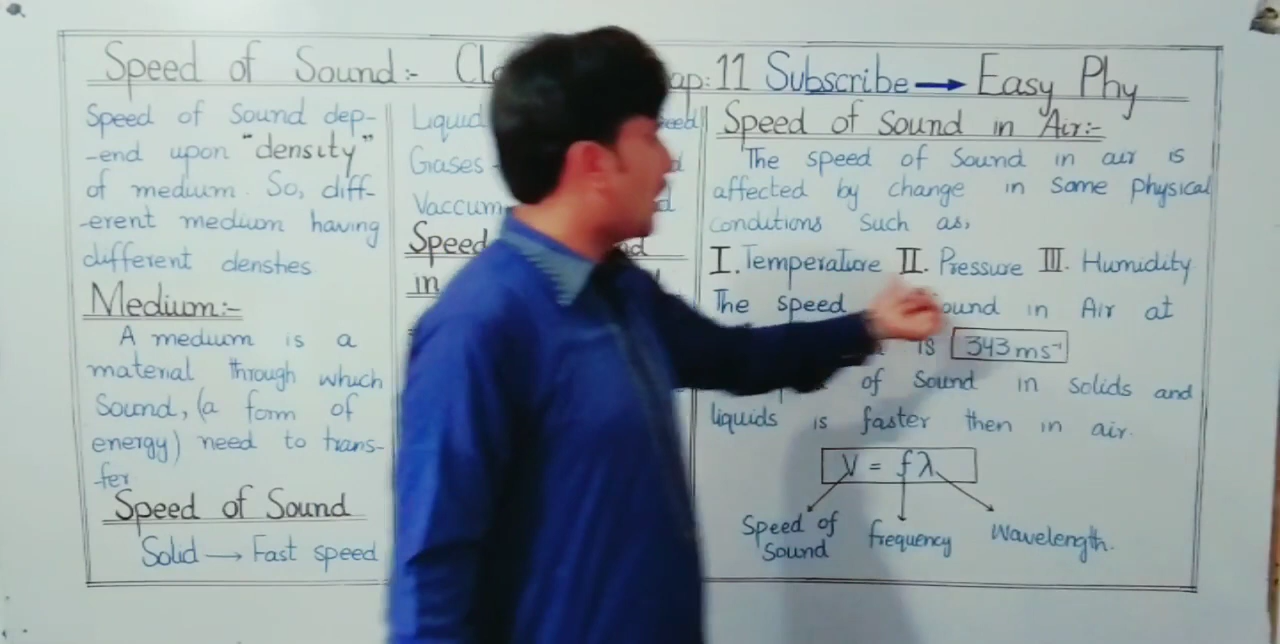 Speed of Sound:- ap: 11 Subscribe → Easy Phy
Speed of Sound dep-
-end upon "density"
of medium. So, diff-
-erent medium having
different densties
Medium:-
A medium is a
material through which
Sound, (a form of
energy) need to trans-
-fer
Speed of Sound
Solid → Fast speed
Liquid
Gases
Vaccum
Speed
in
Speed of Sound in Air:-
The speed of Sound in air is
affected by change in some physical
conditions Such as,
I. Temperature II. Pressure III. Humidity
The speed ound in Air at
is 343ms⁻¹
of Sound in solids and
liquids is faster then in air.
V = fλ
Speed of
Sound
frequency
Wavelength.